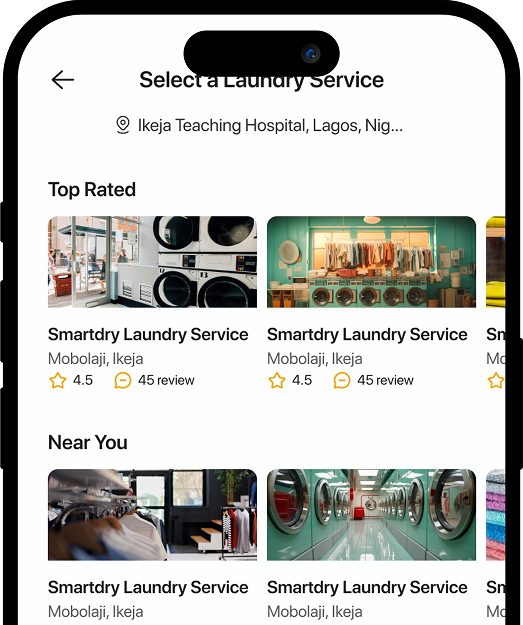 Select a Laundry Service
Ikeja Teaching Hospital, Lagos, Nig...
Top Rated
Smartdry Laundry Service
Smartdry Laundry Service
Sm
Mobolaji, Ikeja
Mobolaji, Ikeja
Mo
4.5
45 review
4.5
45 review
Near You
Smartdry Laundry Service
Smartdry Laundry Service
Sm
Mobolaji, Ikeja
Mobolaji, Ikeja
Mo